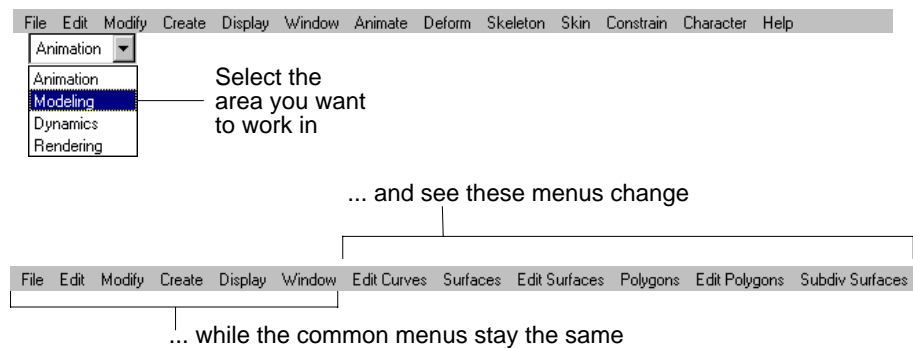 File Edit Modify Create Display Window Animate Deform Skeleton Skin Constrain Character Help
Animation
Animation
Modeling
Dynamics
Rendering
Select the
area you want
to work in
... and see these menus change
File Edit Modify Create Display Window Edit Curves Surfaces Edit Surfaces Polygons Edit Polygons Subdiv Surfaces
... while the common menus stay the same